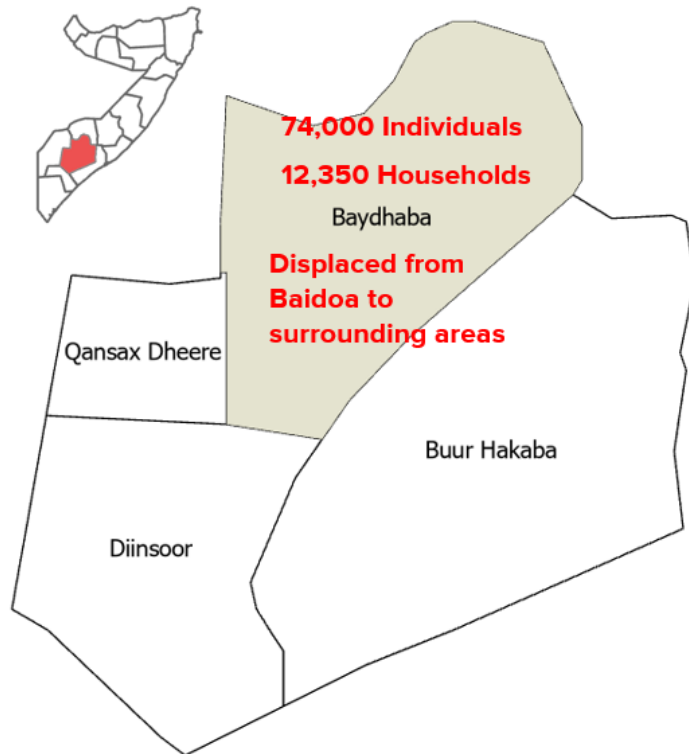 74,000 Individuals
12,350 Households
Baydhaba
Displaced from
Baidoa to
surrounding areas
Qansax Dheere
Buur Hakaba
Diinsoor